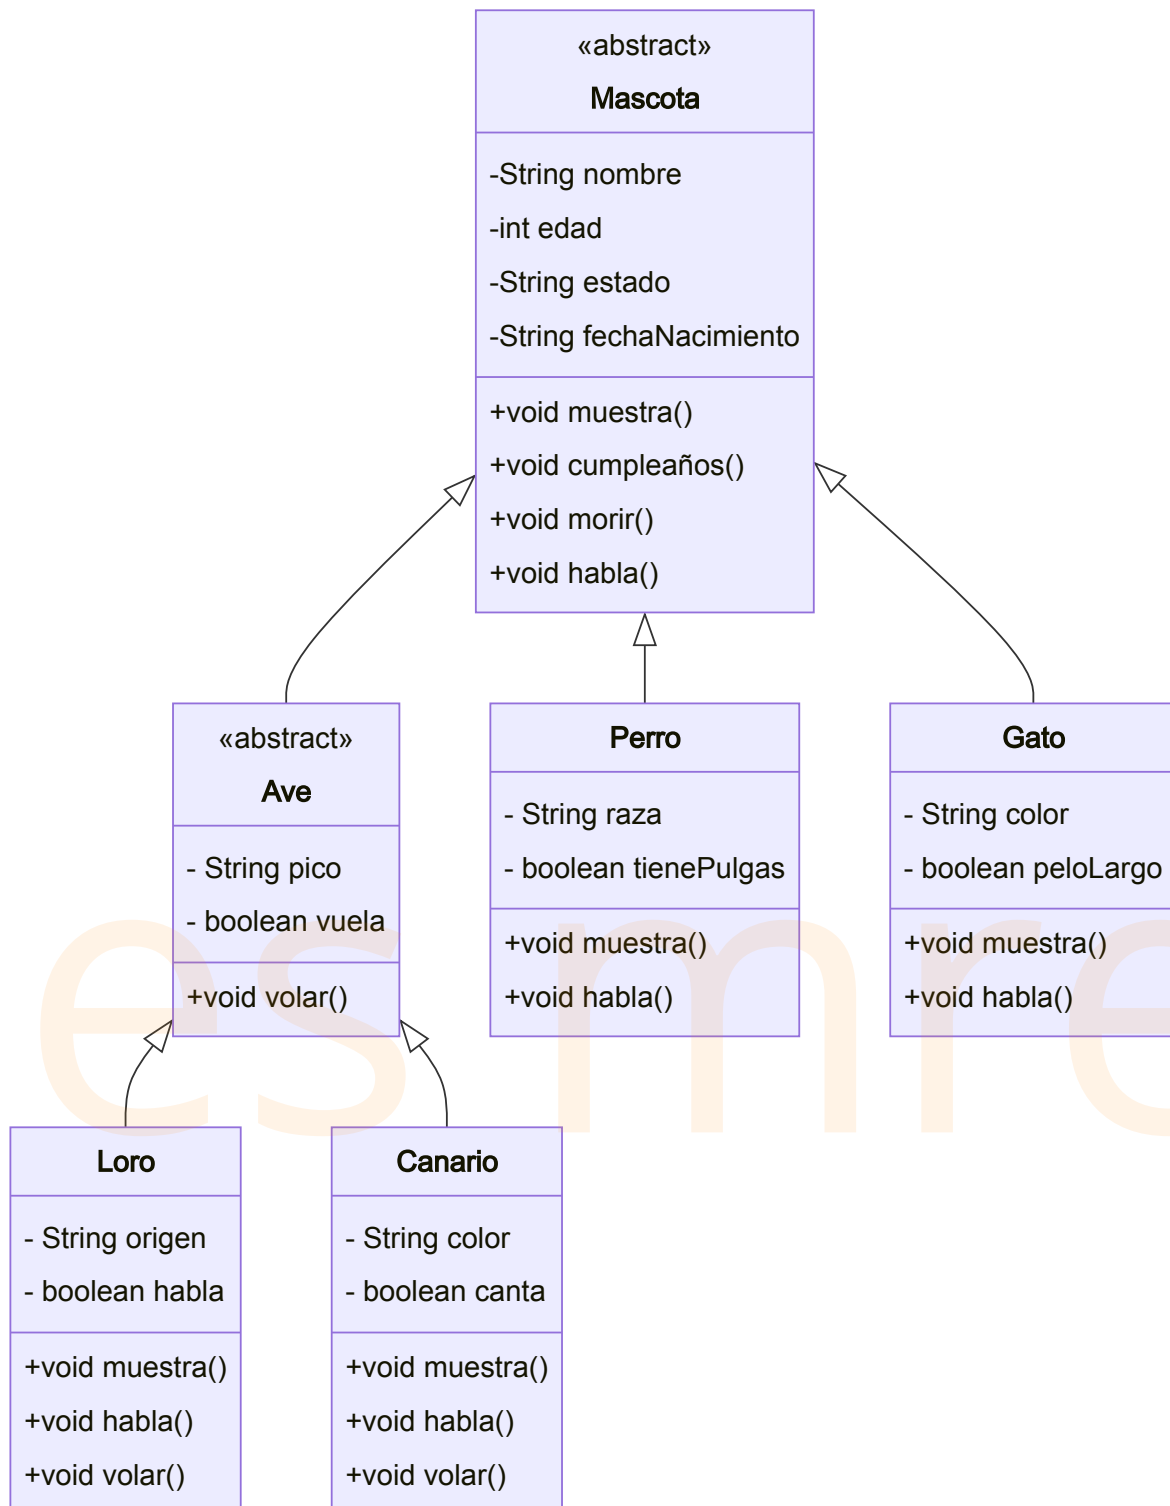 «abstract»
Mascota
-String nombre
-int edad
-String estado
-String fechaNacimiento
+void muestra()
+void cumpleaños()
+void morir()
+void habla()
«abstract»
Ave
- String pico
- boolean vuela
+void volar()
Perro
- String raza
- boolean tienePulgas
+void muestra()
+void habla()
Gato
- String color
- boolean peloLargo
+void muestra()
+void habla()
es mre
Loro
- String origen
- boolean habla
+void muestra()
+void habla()
+void volar()
Canario
- String color
- boolean canta
+void muestra()
+void habla()
+void volar()